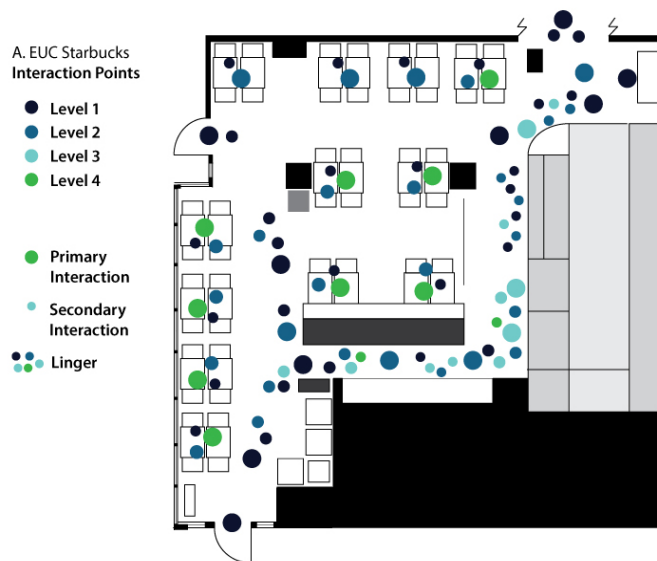 A. EUC Starbucks
Interaction Points
Level 1
Level 2
Level 3
Level 4
Primary
Interaction
Secondary
Interaction
Linger